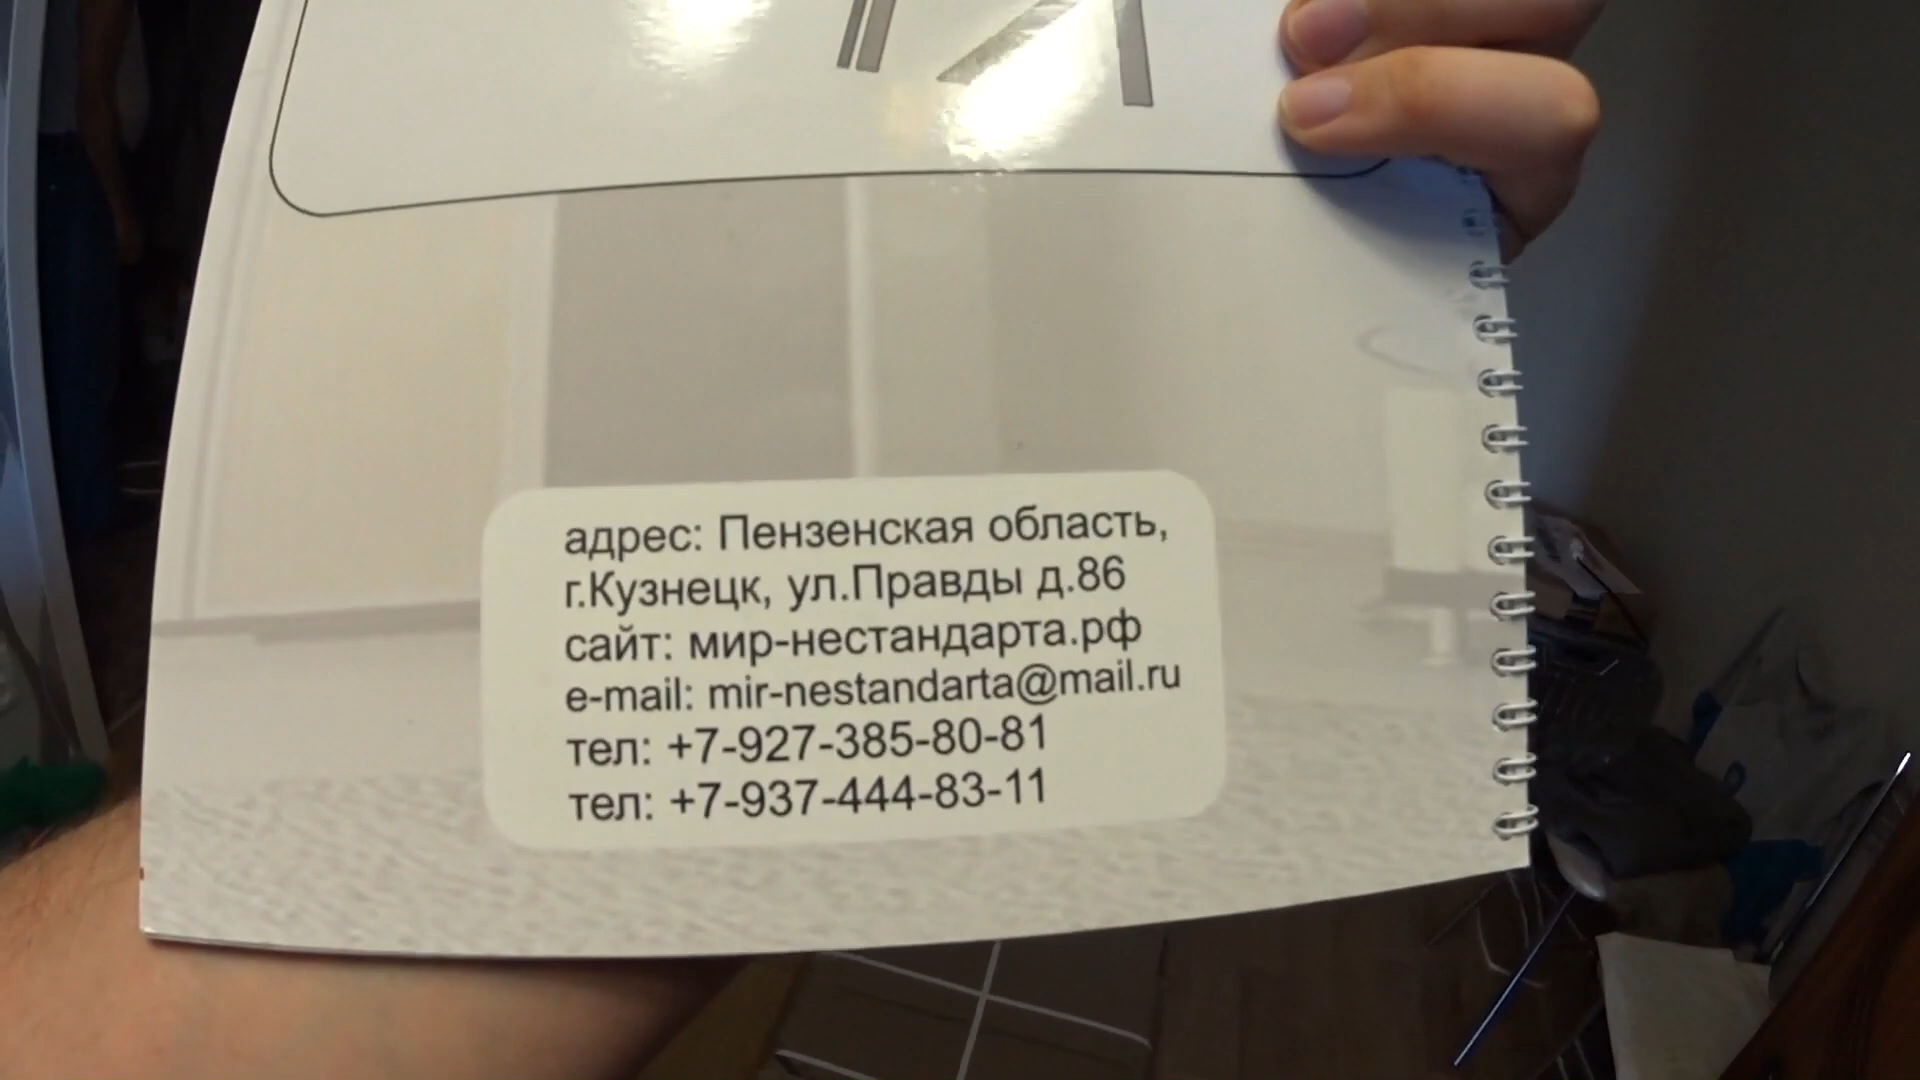 адрес: Пензенская область,
г.Кузнецк, ул.Правды д.86
сайт: мир-нестандарта.рф
e-mail: mir-nestandarta@mail.ru
тел: +7-927-385-80-81
тел: +7-937-444-83-11